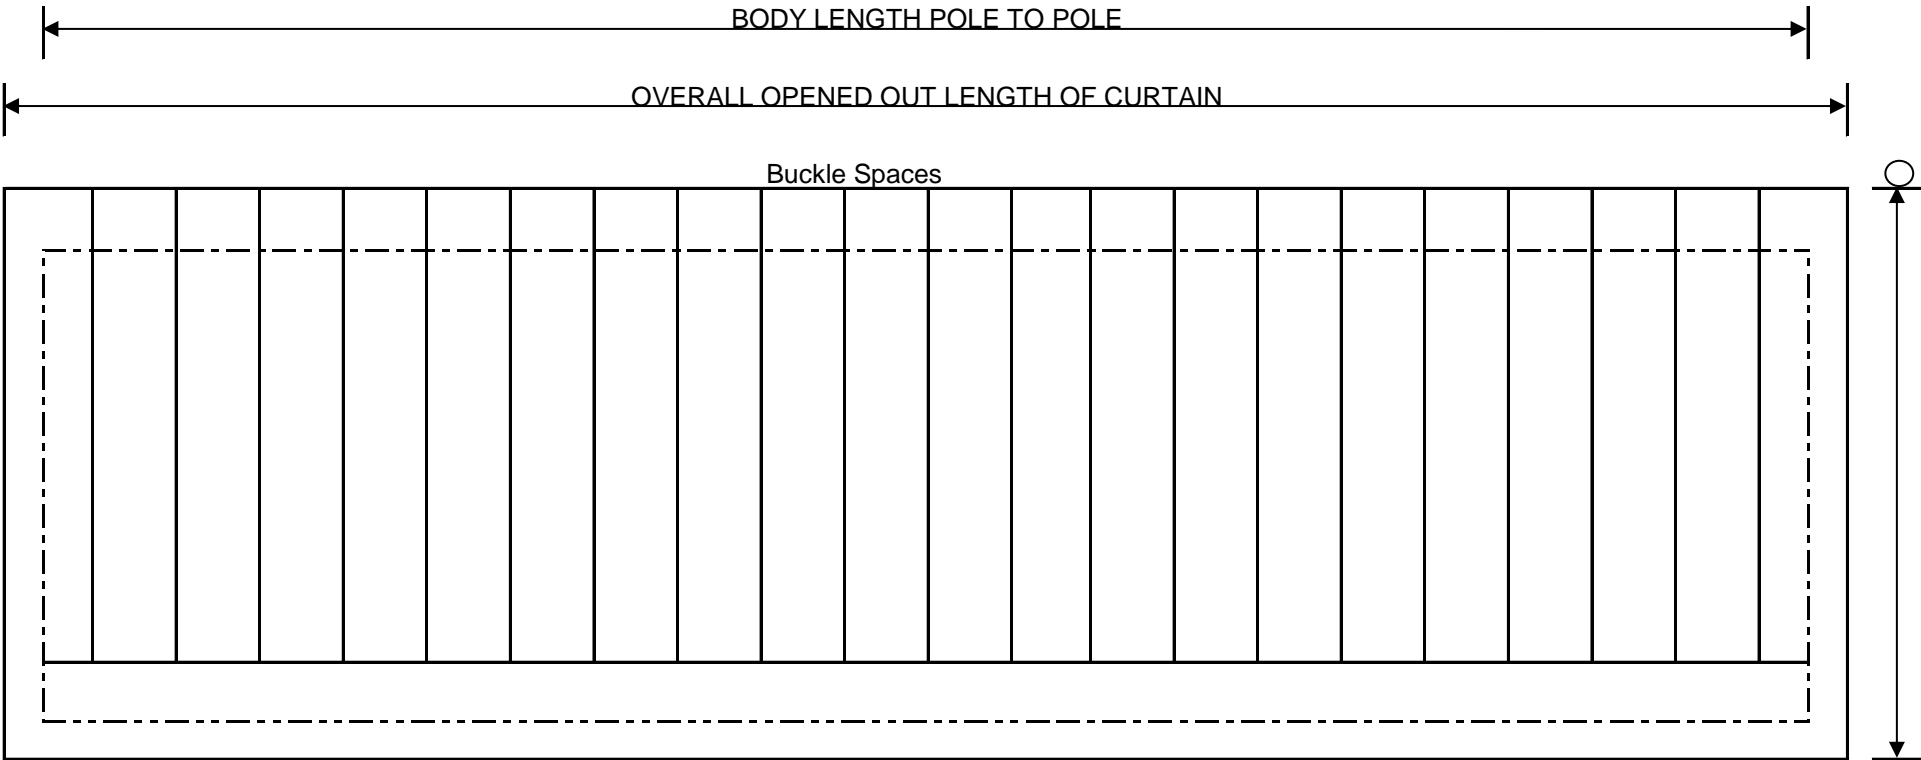 BODY LENGTH POLE TO POLE
OVERALL OPENED OUT LENGTH OF CURTAIN
Buckle Spaces